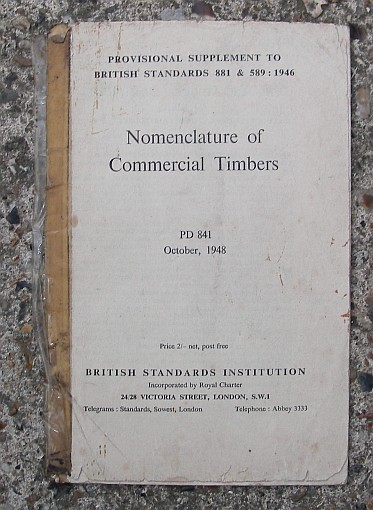 PROVISIONAL SUPPLEMENT TO
BRITISH STANDARDS 881 & 589 : 1946
Nomenclature of
Commercial Timbers
PD 841
October, 1948
Price 2/- net, post free
BRITISH STANDARDS INSTITUTION
Incorporated by Royal Charter
24/28 VICTORIA STREET, LONDON, S.W.1
Telegrams : Standards, Sowest, London Telephone : Abbey 3333